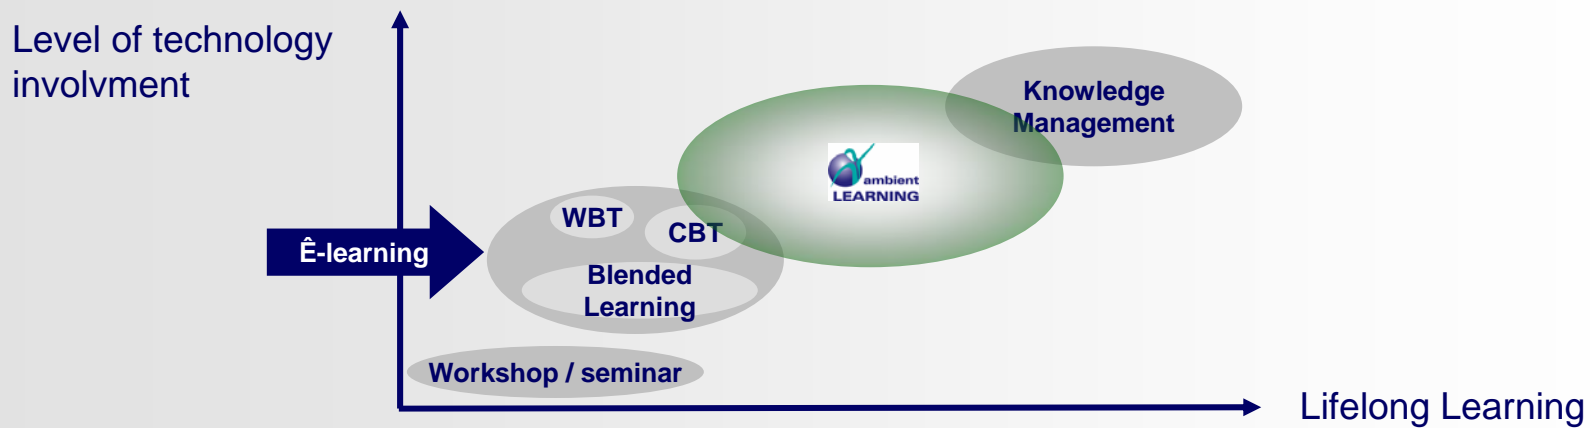 Level of technology
involvment
Knowledge
Management
ambient
LEARNING
WBT
CBT
Ê-learning
Blended
Learning
Workshop / seminar
Lifelong Learning